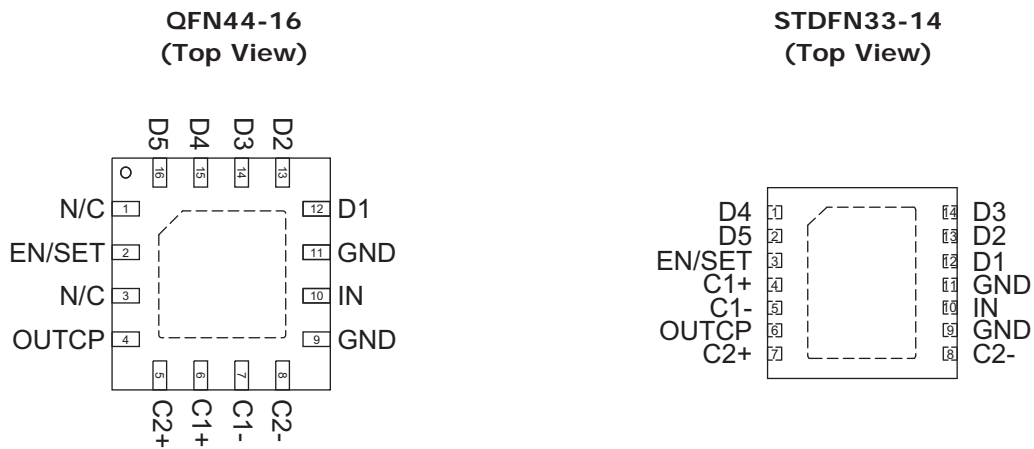 QFN44-16
(Top View)
D5 D4 D3 D2
16 15 14 13
N/C 1
EN/SET 2
N/C 3
OUTCP 4
12 D1
11 GND
10 IN
9 GND
5 6 7 8
C2+ C1+ C1- C2-
STDFN33-14
(Top View)
D4 1
D5 2
EN/SET 3
C1+ 4
C1- 5
OUTCP 6
C2+ 7
14 D3
13 D2
12 D1
11 GND
10 IN
9 GND
8 C2-